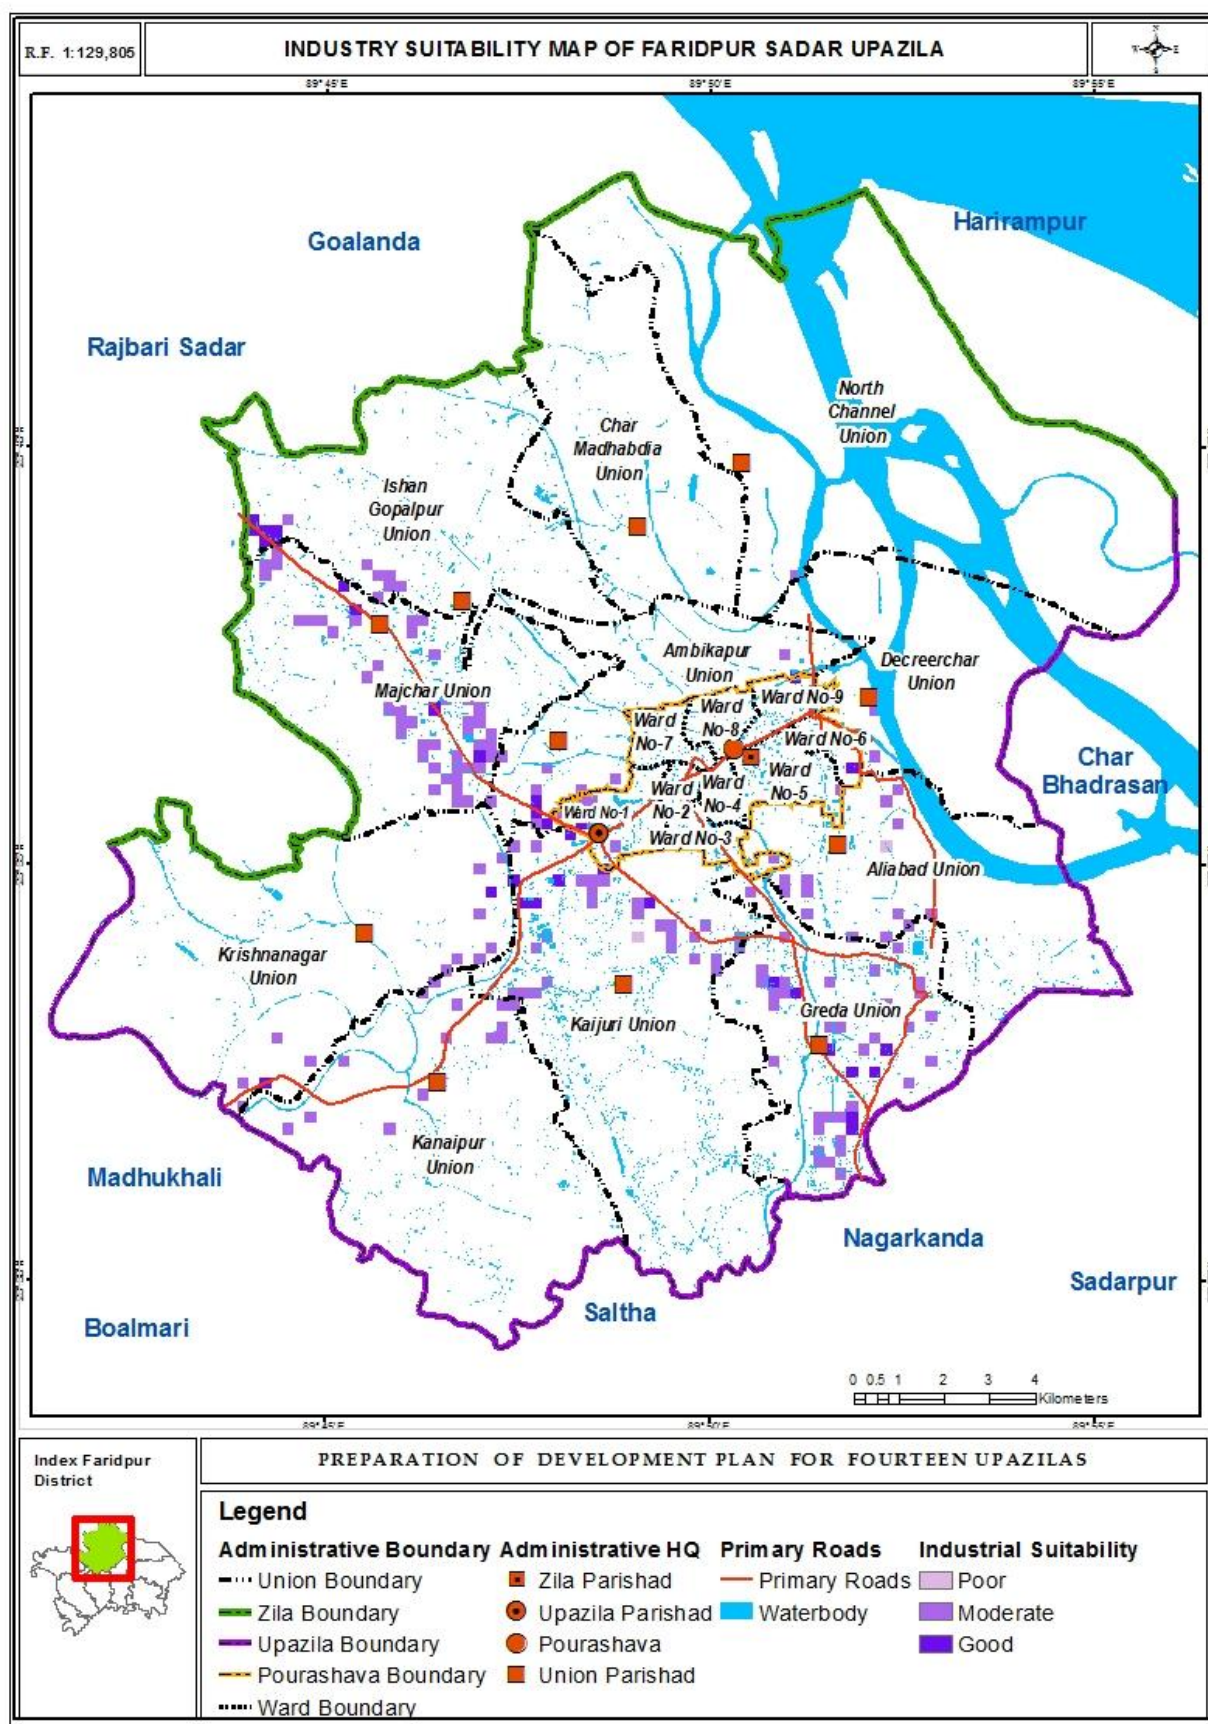 R.F. 1:129,805
INDUSTRY SUITABILITY MAP OF FARIDPUR SADAR UPAZILA
N
W
E
S
89°45'E
89°50'E
89°55'E
Harirampur
Goalanda
Rajbari Sadar
North
Channel
Union
Char
Madhabdia
Union
Ishan
Gopalpur
Union
Ambikapur
Union
Decreerchar
Union
Majchar Union
Ward No-9
Ward
No-8
Ward
No-7
Ward No-6
Char
Bhadrasan
Ward
No-5
Ward
No-4
Ward
No-2
Ward No-1
Ward No-3
Aliabad Union
Krishnanagar
Union
Greda Union
Kaijuri Union
Kanaipur
Union
Madhukhali
Nagarkanda
Sadarpur
Saltha
Boalmari
0 0.5 1 2 3 4
Kilometers
89°45'E
89°50'E
89°55'E
Index Faridpur
District
PREPARATION OF DEVELOPMENT PLAN FOR FOURTEEN UPAZILAS
Legend
Administrative Boundary
Union Boundary
Zila Boundary
Upazila Boundary
Pourashava Boundary
Ward Boundary
Administrative HQ
Zila Parishad
Upazila Parishad
Pourashava
Union Parishad
Primary Roads
Primary Roads
Waterbody
Industrial Suitability
Poor
Moderate
Good